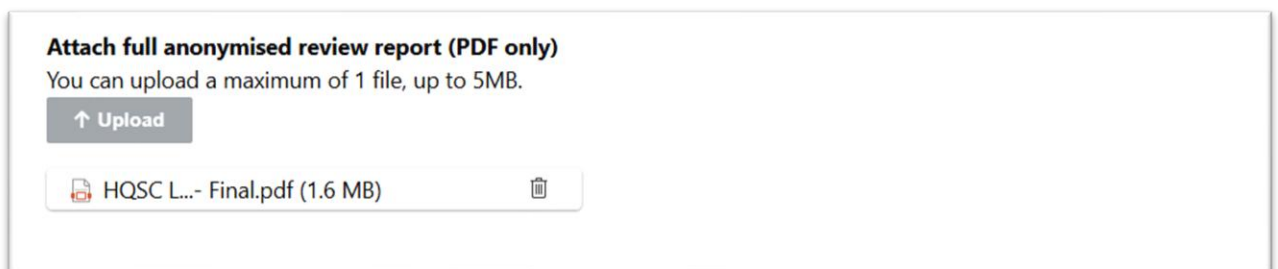 Attach full anonymised review report (PDF only)
You can upload a maximum of 1 file, up to 5MB.
↑ Upload
HQSC L...- Final.pdf (1.6 MB)